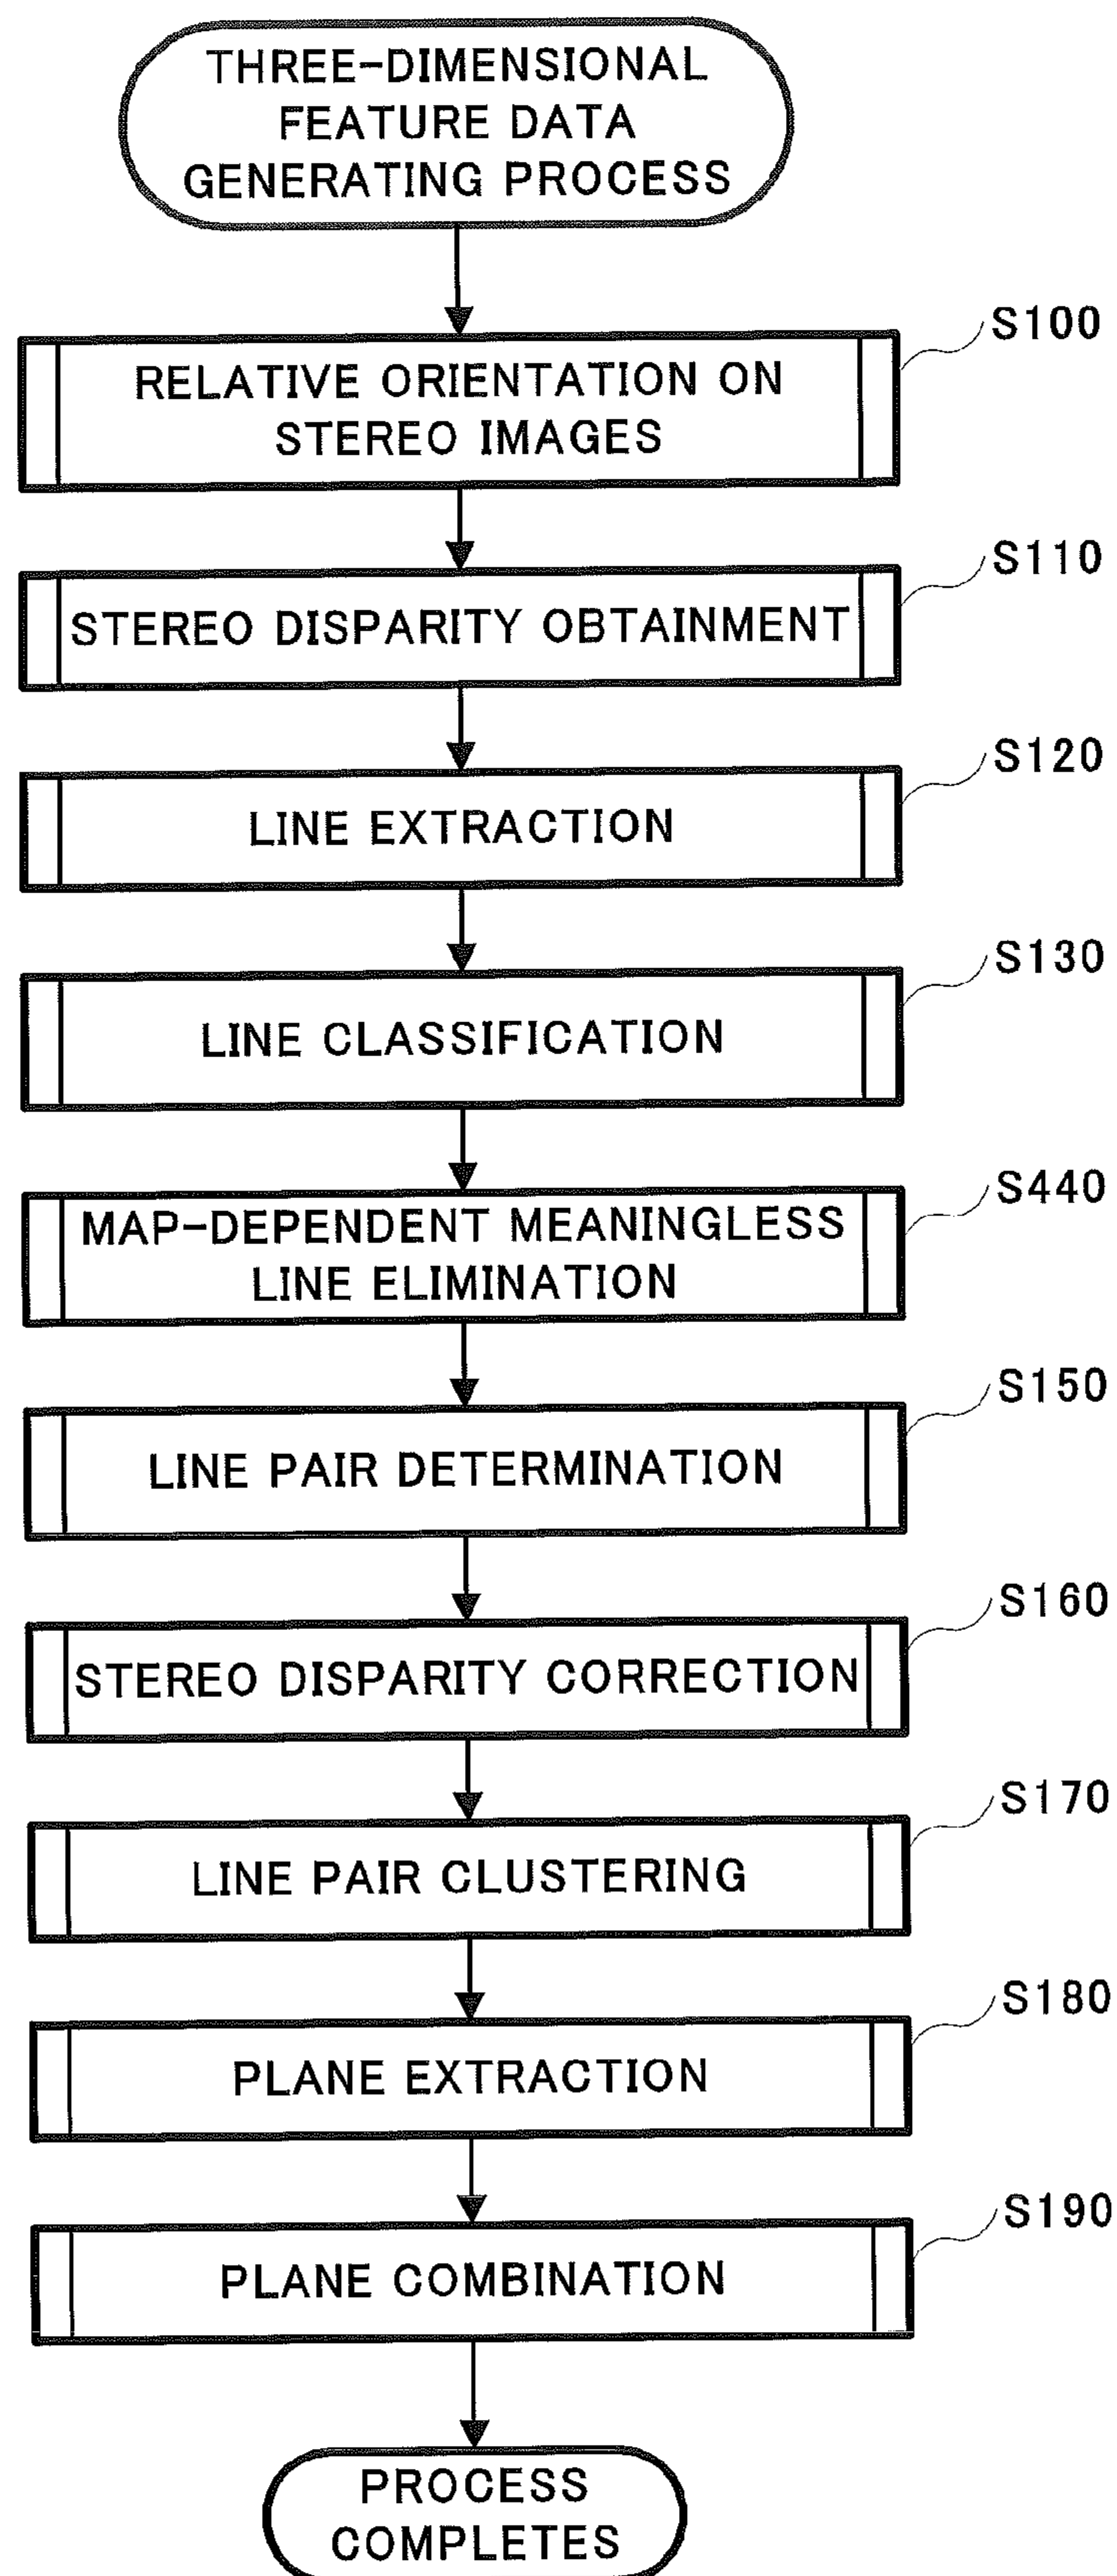 THREE-DIMENSIONAL
FEATURE DATA
GENERATING PROCESS
S100
RELATIVE ORIENTATION ON
STEREO IMAGES
S110
STEREO DISPARITY OBTAINMENT
S120
LINE EXTRACTION
S130
LINE CLASSIFICATION
S440
MAP-DEPENDENT MEANINGLESS
LINE ELIMINATION
S150
LINE PAIR DETERMINATION
S160
STEREO DISPARITY CORRECTION
S170
LINE PAIR CLUSTERING
S180
PLANE EXTRACTION
S190
PLANE COMBINATION
PROCESS
COMPLETES